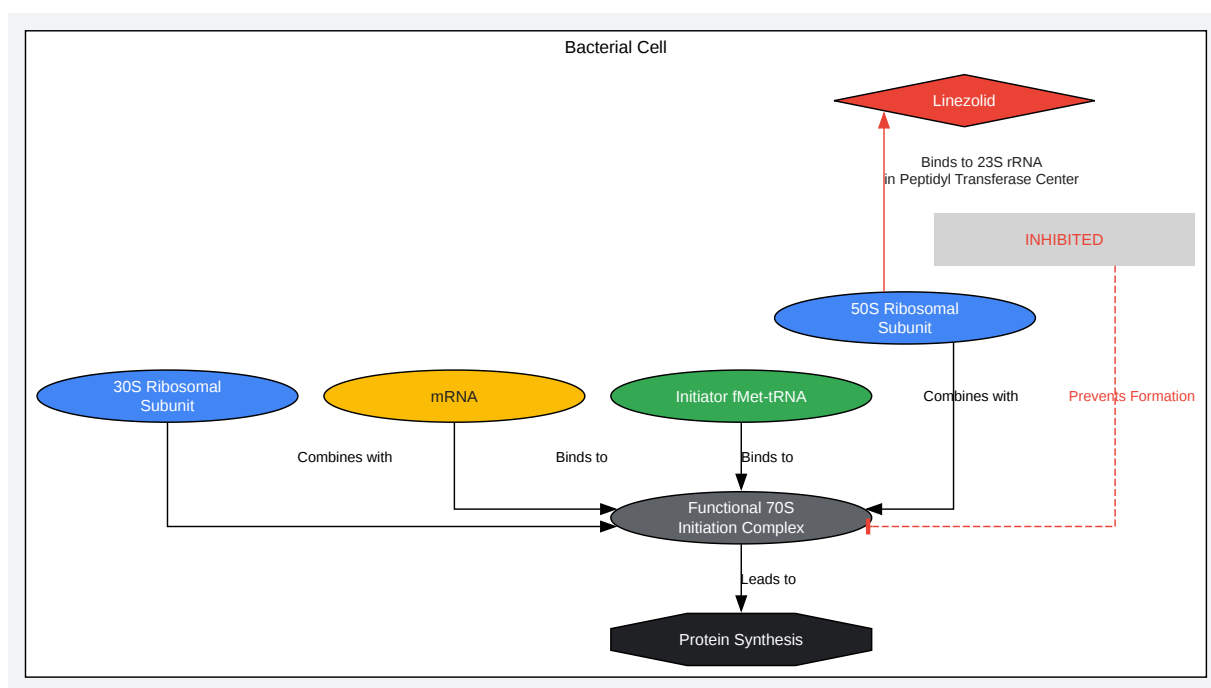 Bacterial Cell
Linezolid
Binds to 23S rRNA
in Peptidyl Transferase Center
INHIBITED
50S Ribosomal
Subunit
30S Ribosomal
Subunit
mRNA
Initiator fMet-tRNA
Combines with
Prevents Formation
Combines with
Binds to
Binds to
Functional 70S
Initiation Complex
Leads to
Protein Synthesis